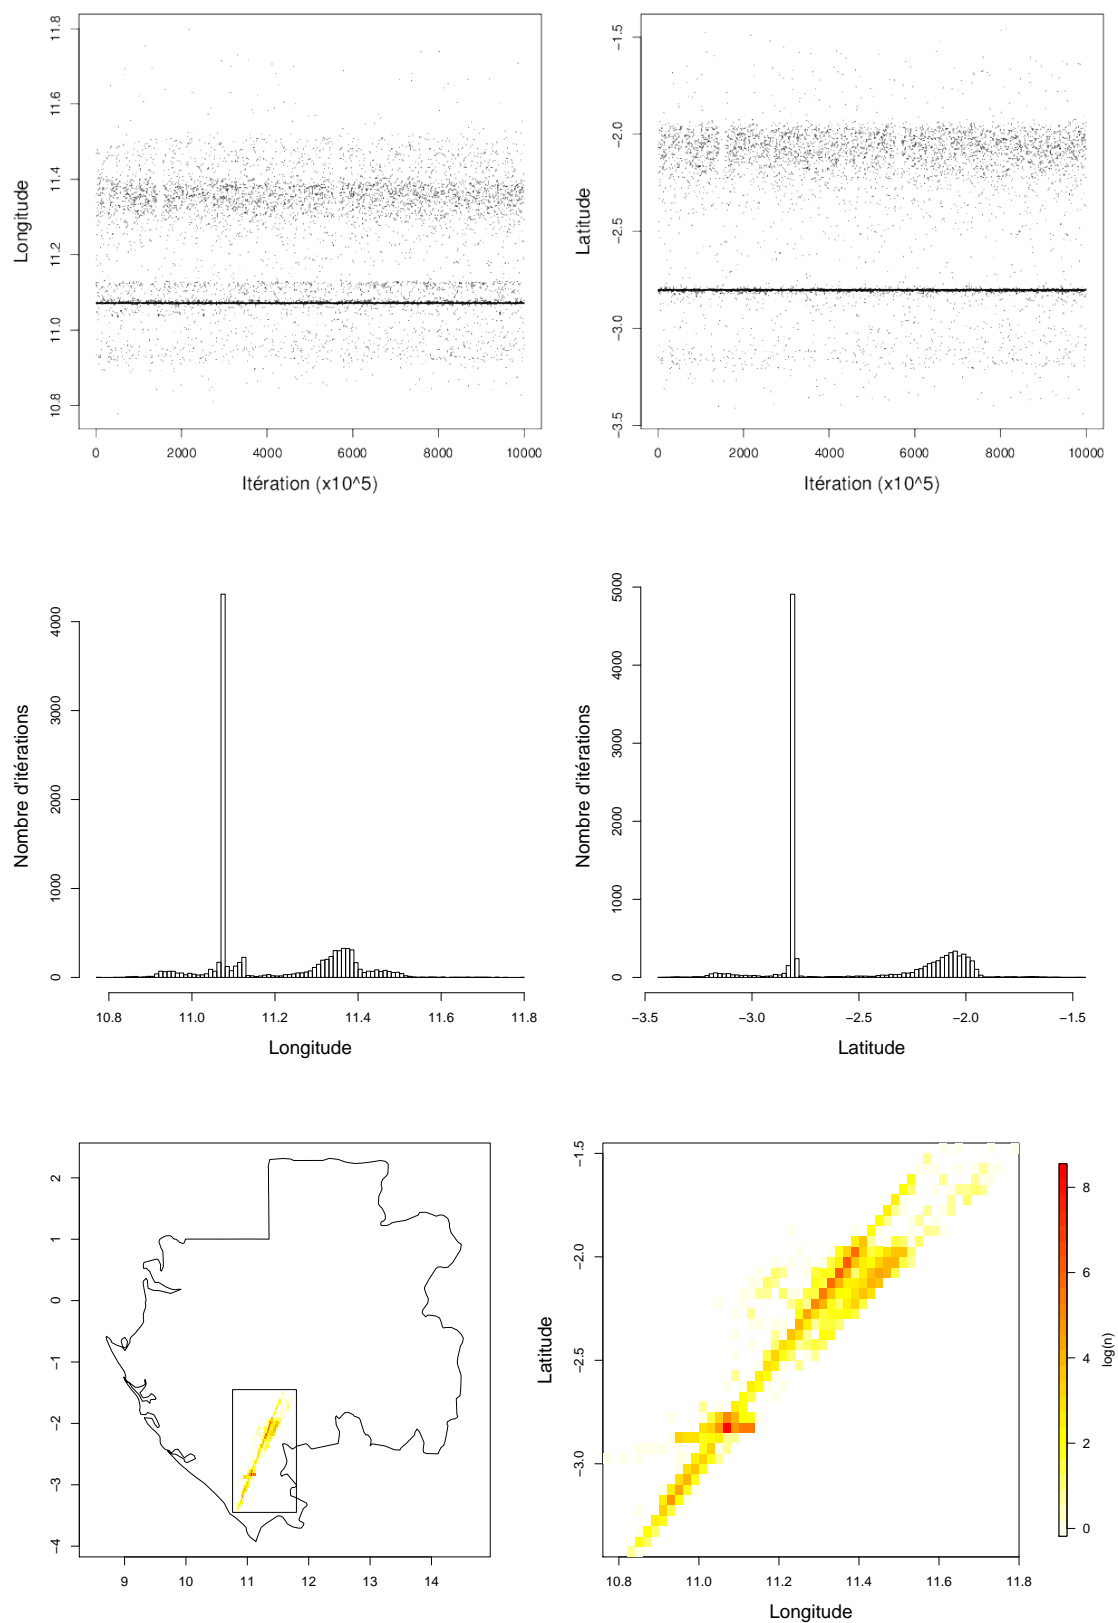 11.8
11.6
11.4
11.2
11.0
10.8
Longitude
0 2000 4000 6000 8000 10000
Itération (x10^5)
−1.5
−2.0
−2.5
−3.0
−3.5
Latitude
0 2000 4000 6000 8000 10000
Itération (x10^5)
4000
3000
2000
1000
0
Nombre d'itérations
10.8 11.0 11.2 11.4 11.6 11.8
Longitude
5000
4000
3000
2000
1000
0
Nombre d'itérations
−3.5 −3.0 −2.5 −2.0 −1.5
Latitude
2
1
0
−1
−2
−3
−4
9 10 11 12 13 14
−1.5
−2.0
−2.5
−3.0
Latitude
10.8 11.0 11.2 11.4 11.6 11.8
Longitude
8
6
4
2
0
log(n)